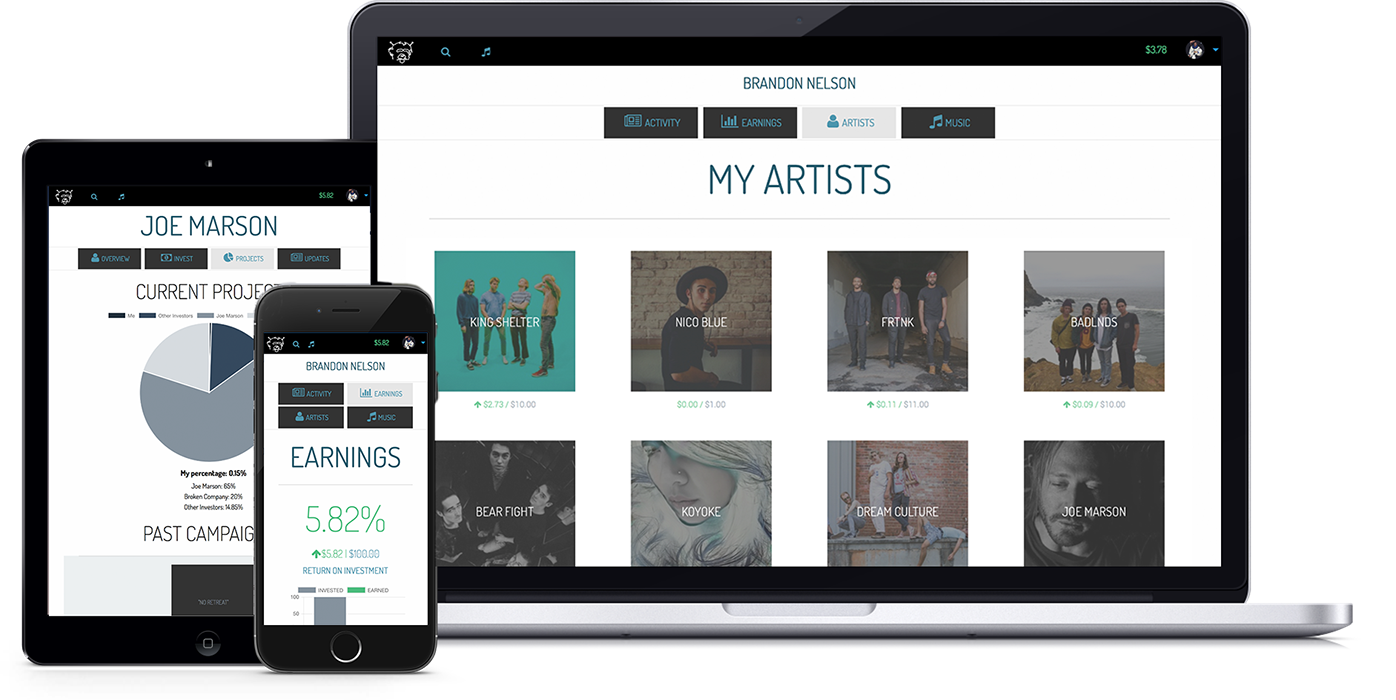 $3.78
BRANDON NELSON
ACTIVITY EARNINGS ARTISTS MUSIC
MY ARTISTS
KING SHELTER NICO BLUE FRTNK BADLNDS
$2.73 / $10.00 $0.00 / $1.00 $0.11 / $11.00 $0.09 / $10.00
BEAR FIGHT KOYOKE DREAM CULTURE JOE MARSON
$5.82
JOE MARSON
OVERVIEW INVEST PROJECTS UPDATES
CURRENT PROJECT
Me Other Investors Joe Marson
My percentage: 0.15%
Joe Marson: 65%
Broken Company: 20%
Other Investors: 14.85%
PAST CAMPAIG
"NO RETREAT"
$5.82
BRANDON NELSON
ACTIVITY EARNINGS
ARTISTS MUSIC
EARNINGS
5.82%
$5.82 | $100.00
RETURN ON INVESTMENT
INVESTED EARNED
100
50